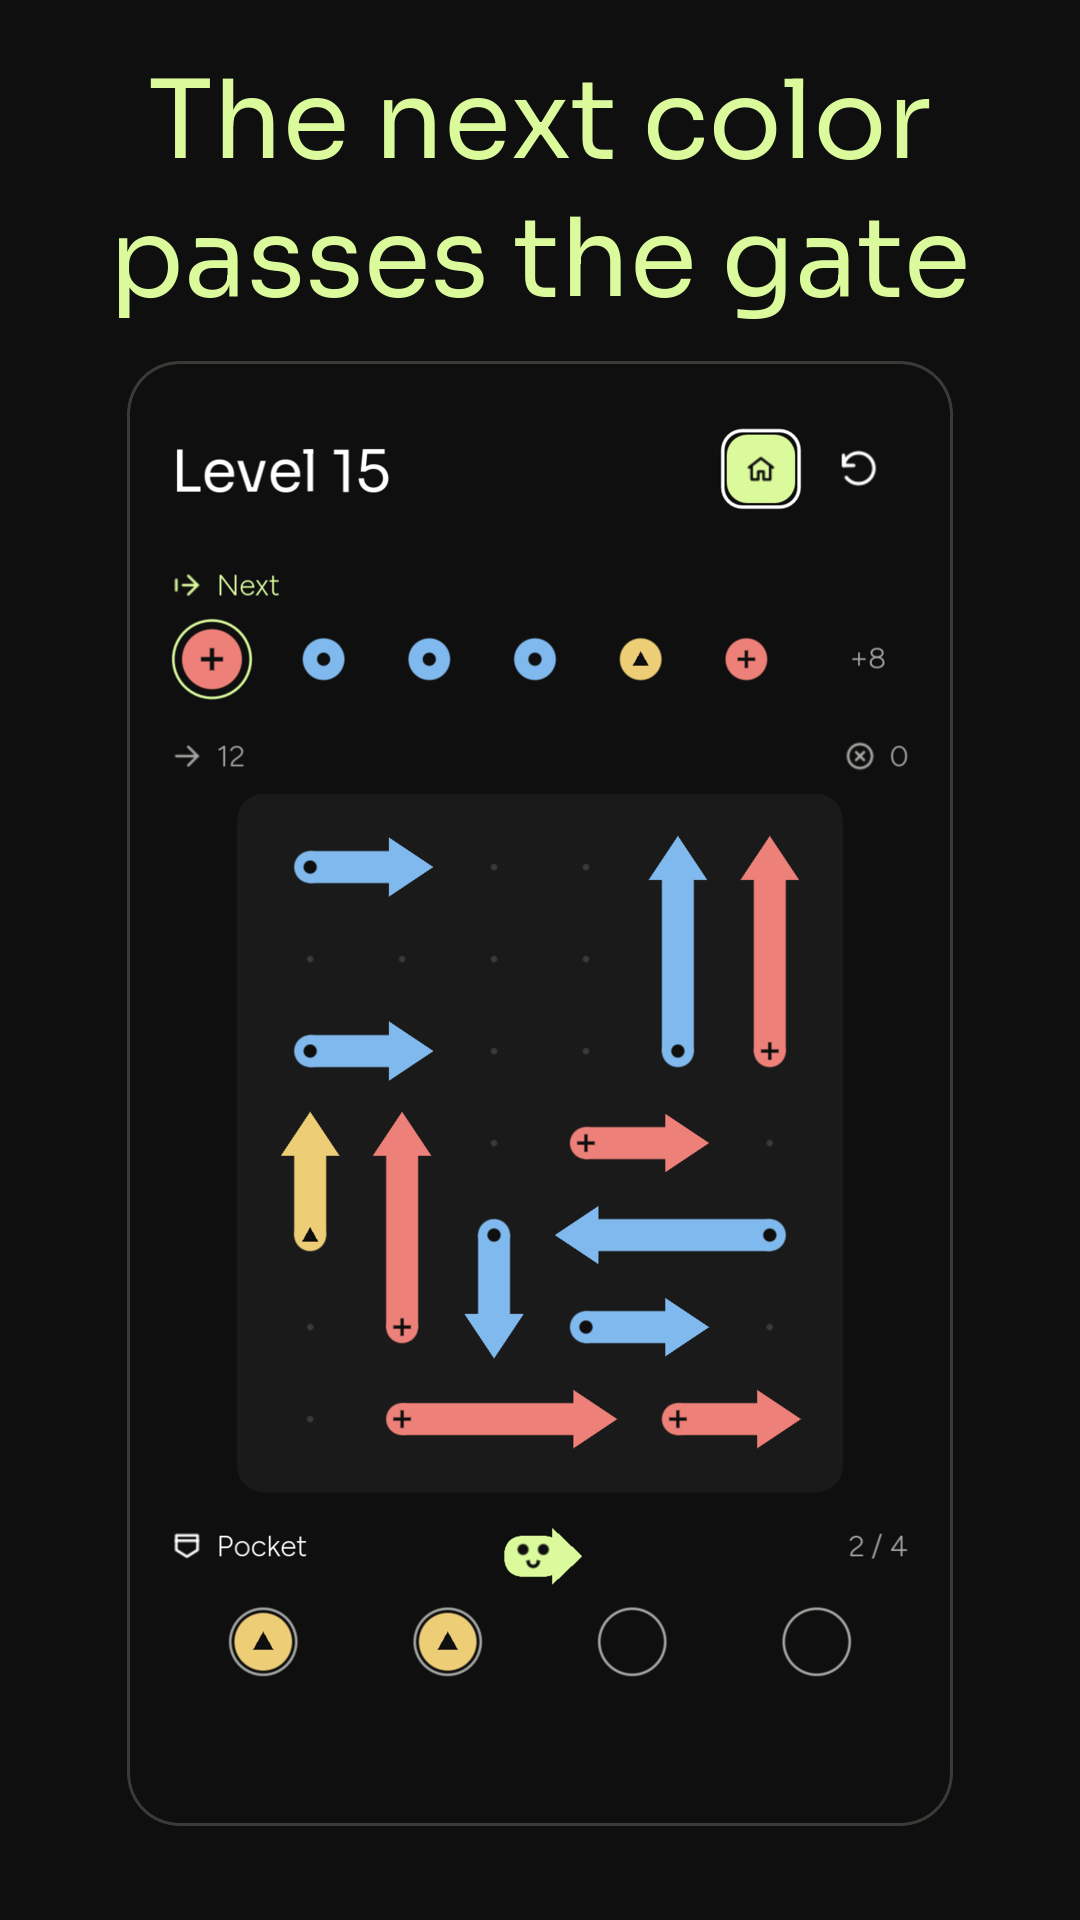 The next color
passes the gate
Level 15
Next
+8
12
0
Pocket
2 / 4